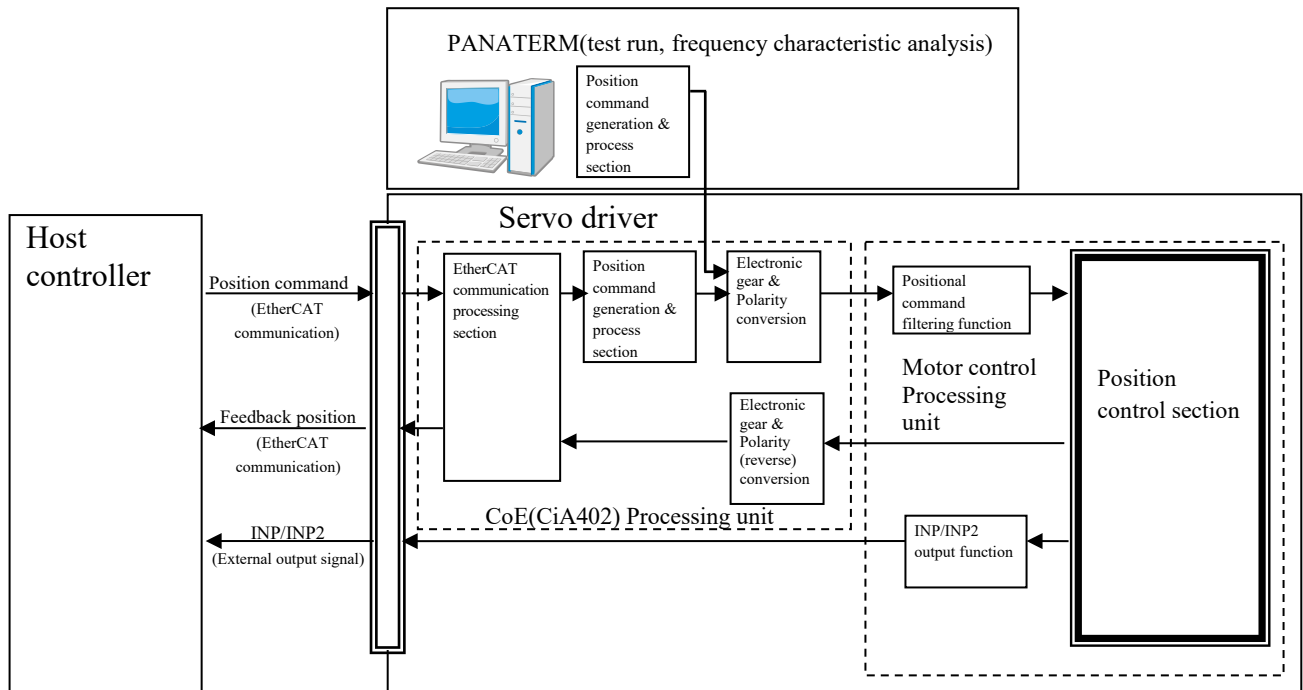 PANATERM(test run, frequency characteristic analysis)
Position
command
generation &
process
section
Servo driver
Host
controller
Position command
(EtherCAT
communication)
EtherCAT
communication
processing
section
Position
command
generation &
process
section
Electronic
gear &
Polarity
conversion
Positional
command
filtering function
Motor control
Processing
unit
Position
control section
Feedback position
(EtherCAT
communication)
Electronic
gear &
Polarity
(reverse)
conversion
CoE(CiA402) Processing unit
INP/INP2
(External output signal)
INP/INP2
output function